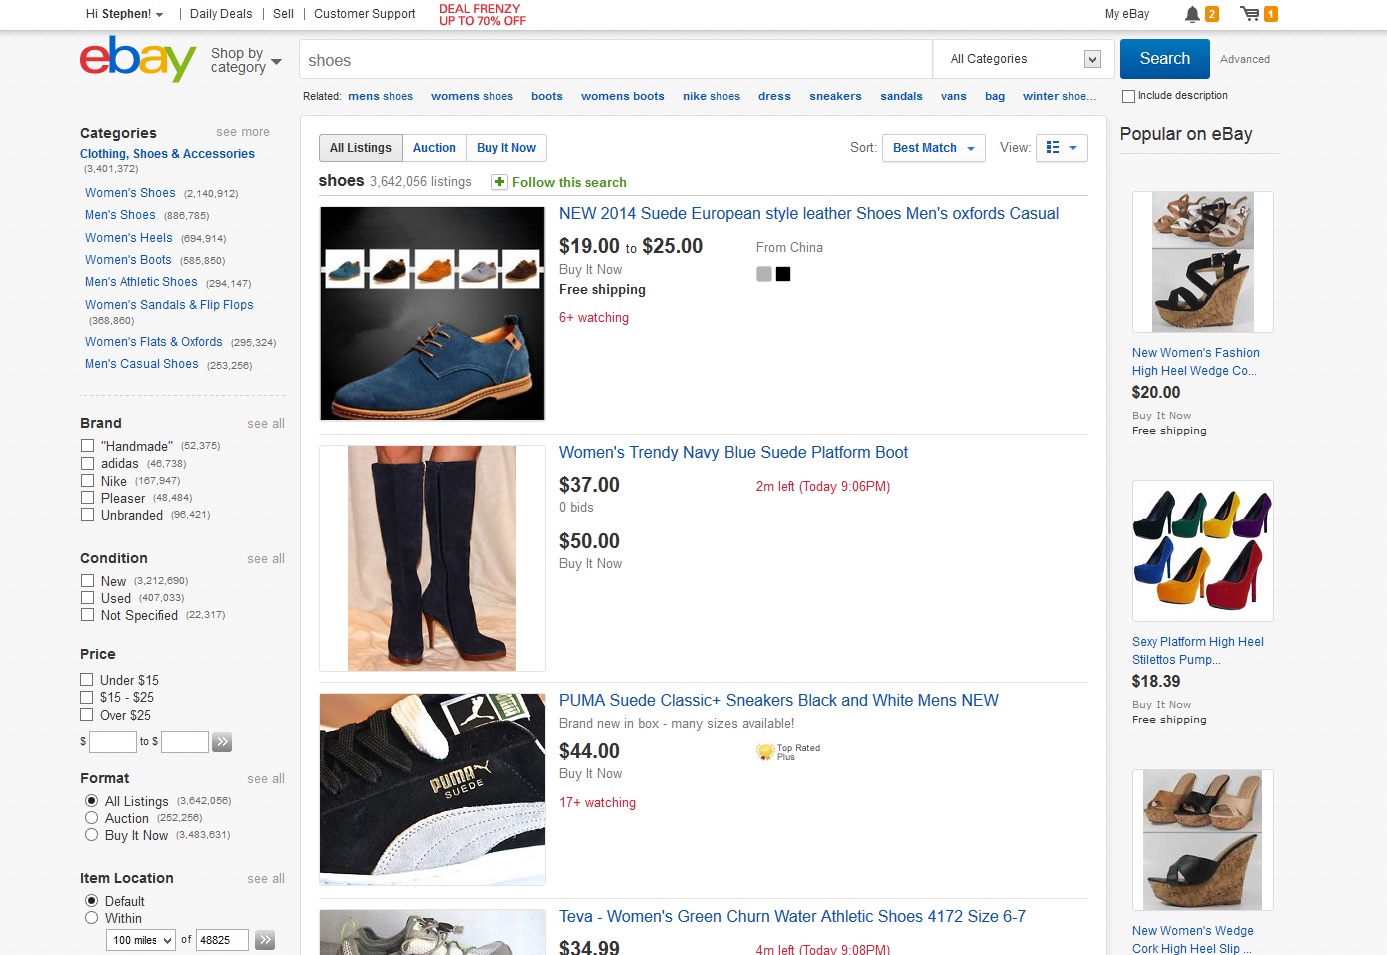 Hi Stephen!
Daily Deals
Sell
Customer Support
DEAL FRENZY
UP TO 70% OFF
My eBay
2
1
ebay
Shop by
category
shoes
All Categories
Search
Advanced
Related: mens shoes womens shoes boots womens boots nike shoes dress sneakers sandals vans bag winter shoe...
Include description
Categories see more
Clothing, Shoes & Accessories
(3,401,372)
Women's Shoes (2,140,912)
Men's Shoes (886,785)
Women's Heels (694,914)
Women's Boots (585,850)
Men's Athletic Shoes (294,147)
Women's Sandals & Flip Flops
(368,860)
Women's Flats & Oxfords (295,324)
Men's Casual Shoes (253,256)
Brand see all
"Handmade" (52,375)
adidas (46,738)
Nike (167,947)
Pleaser (48,484)
Unbranded (96,421)
Condition see all
New (3,212,690)
Used (407,033)
Not Specified (22,317)
Price
Under $15
$15 - $25
Over $25
$ to $
Format see all
All Listings (3,642,056)
Auction (252,256)
Buy It Now (3,483,631)
Item Location see all
Default
Within
100 miles of 48825
All Listings Auction Buy It Now
Sort: Best Match View:
shoes 3,642,056 listings Follow this search
NEW 2014 Suede European style leather Shoes Men's oxfords Casual
$19.00 to $25.00 From China
Buy It Now
Free shipping
6+ watching
Women's Trendy Navy Blue Suede Platform Boot
$37.00 2m left (Today 9:06PM)
0 bids
$50.00
Buy It Now
PUMA
SUEDE
PUMA Suede Classic+ Sneakers Black and White Mens NEW
Brand new in box - many sizes available!
$44.00 Top Rated
Plus
Buy It Now
17+ watching
Teva - Women's Green Churn Water Athletic Shoes 4172 Size 6-7
$34.99 4m left (Today 9:08PM)
Popular on eBay
New Women's Fashion
High Heel Wedge Co...
$20.00
Buy It Now
Free shipping
Sexy Platform High Heel
Stilettos Pump...
$18.39
Buy It Now
Free shipping
New Women's Wedge
Cork High Heel Slip ...